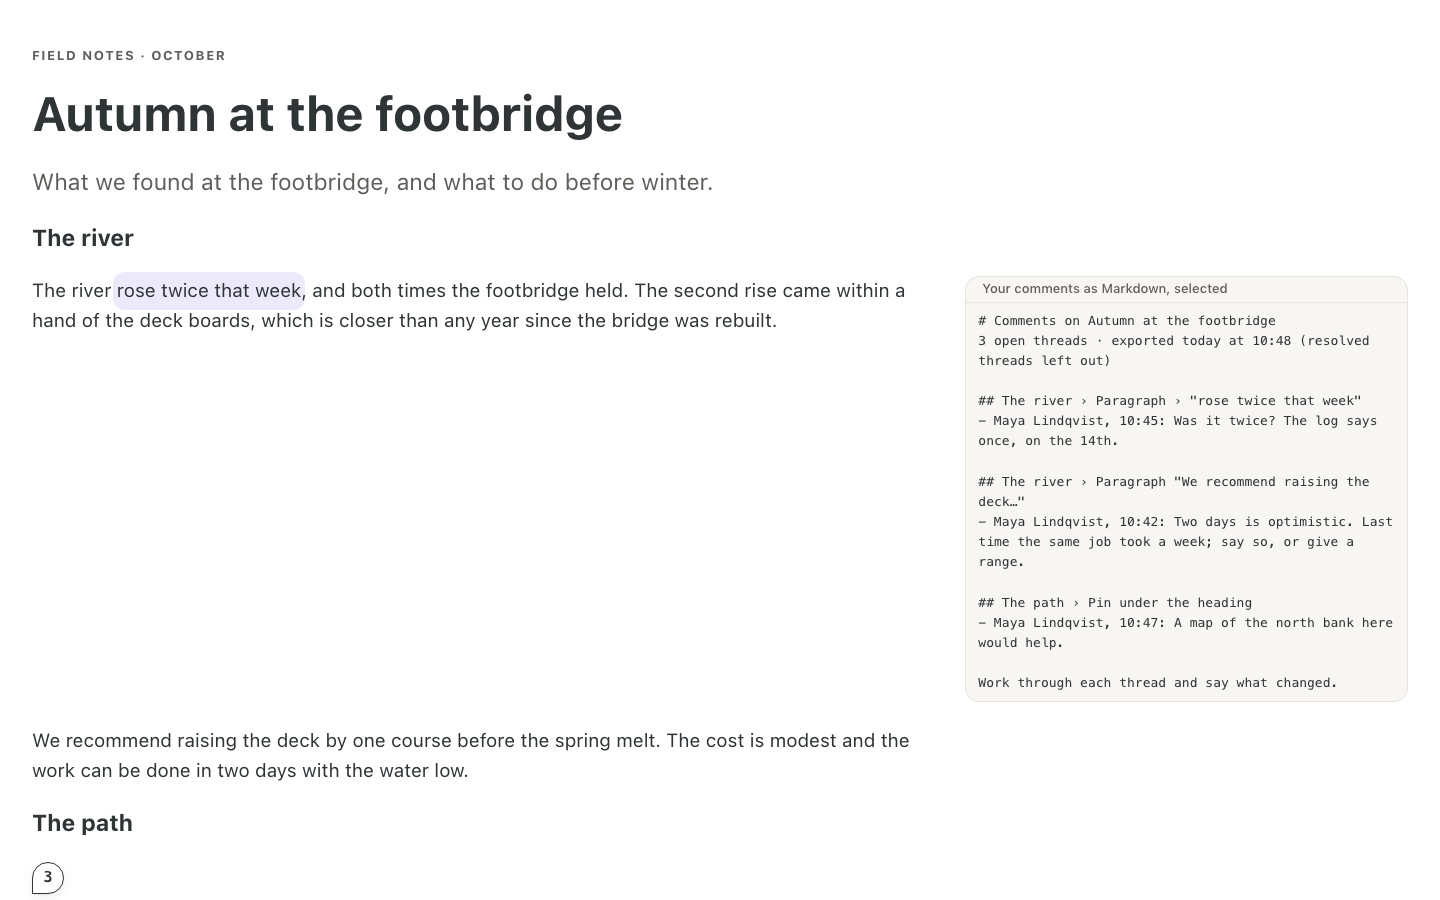 FIELD NOTES · OCTOBER
Autumn at the footbridge
What we found at the footbridge, and what to do before winter.
The river
The river rose twice that week, and both times the footbridge held. The second rise came within a
hand of the deck boards, which is closer than any year since the bridge was rebuilt.
Your comments as Markdown, selected
# Comments on Autumn at the footbridge
3 open threads · exported today at 10:48 (resolved
threads left out)
## The river › Paragraph › "rose twice that week"
– Maya Lindqvist, 10:45: Was it twice? The log says
once, on the 14th.
## The river › Paragraph "We recommend raising the
deck…"
– Maya Lindqvist, 10:42: Two days is optimistic. Last
time the same job took a week; say so, or give a
range.
## The path › Pin under the heading
– Maya Lindqvist, 10:47: A map of the north bank here
would help.
Work through each thread and say what changed.
We recommend raising the deck by one course before the spring melt. The cost is modest and the
work can be done in two days with the water low.
The path
3